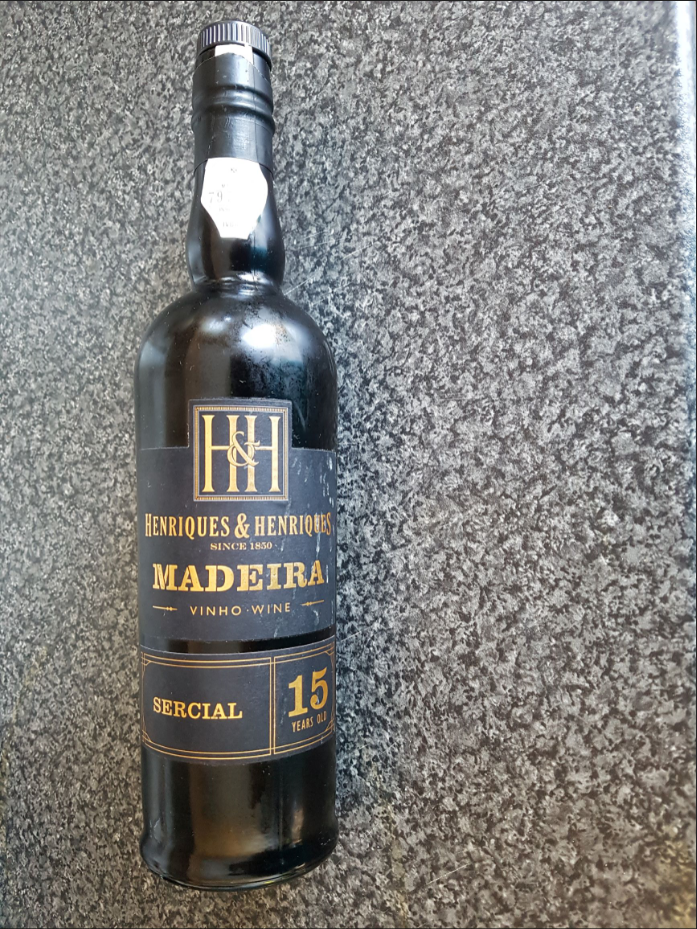 H&H
HENRIQUES & HENRIQUES
SINCE 1850
MADEIRA
VINHO · WINE
SERCIAL
15
YEARS OLD